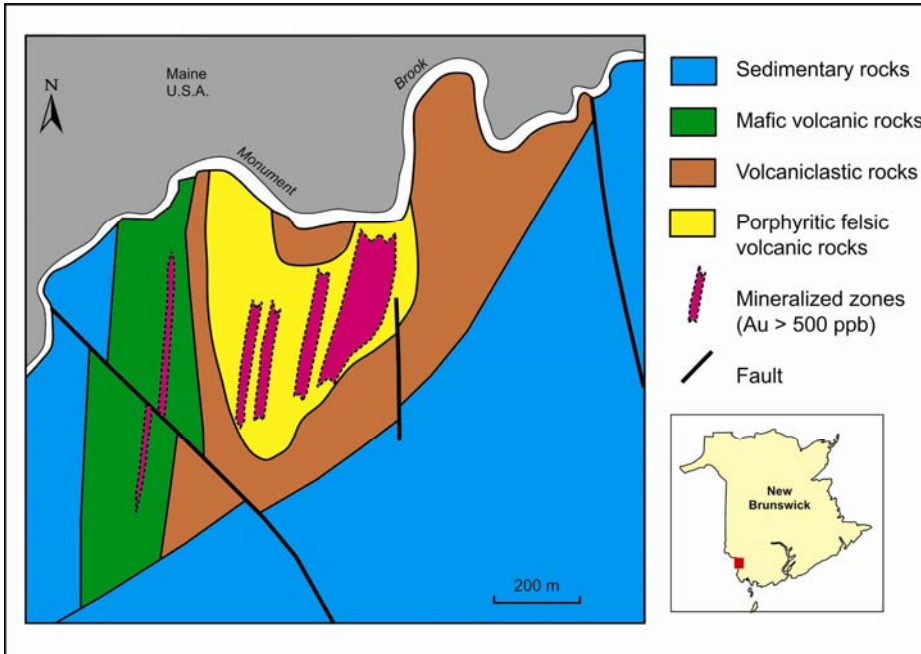 N
Maine
U.S.A.
Monument
Brook
200 m
Sedimentary rocks
Mafic volcanic rocks
Volcaniclastic rocks
Porphyritic felsic
volcanic rocks
Mineralized zones
(Au > 500 ppb)
Fault
New
Brunswick